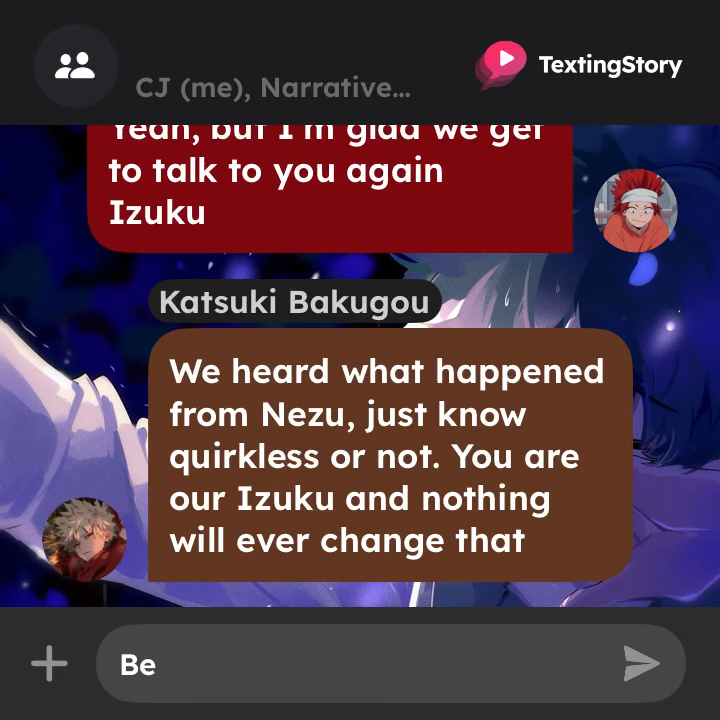 TextingStory
CJ (me), Narrative...
Yeah, but I'm glad we get
to talk to you again
Izuku
Katsuki Bakugou
We heard what happened
from Nezu, just know
quirkless or not. You are
our Izuku and nothing
will ever change that
Be